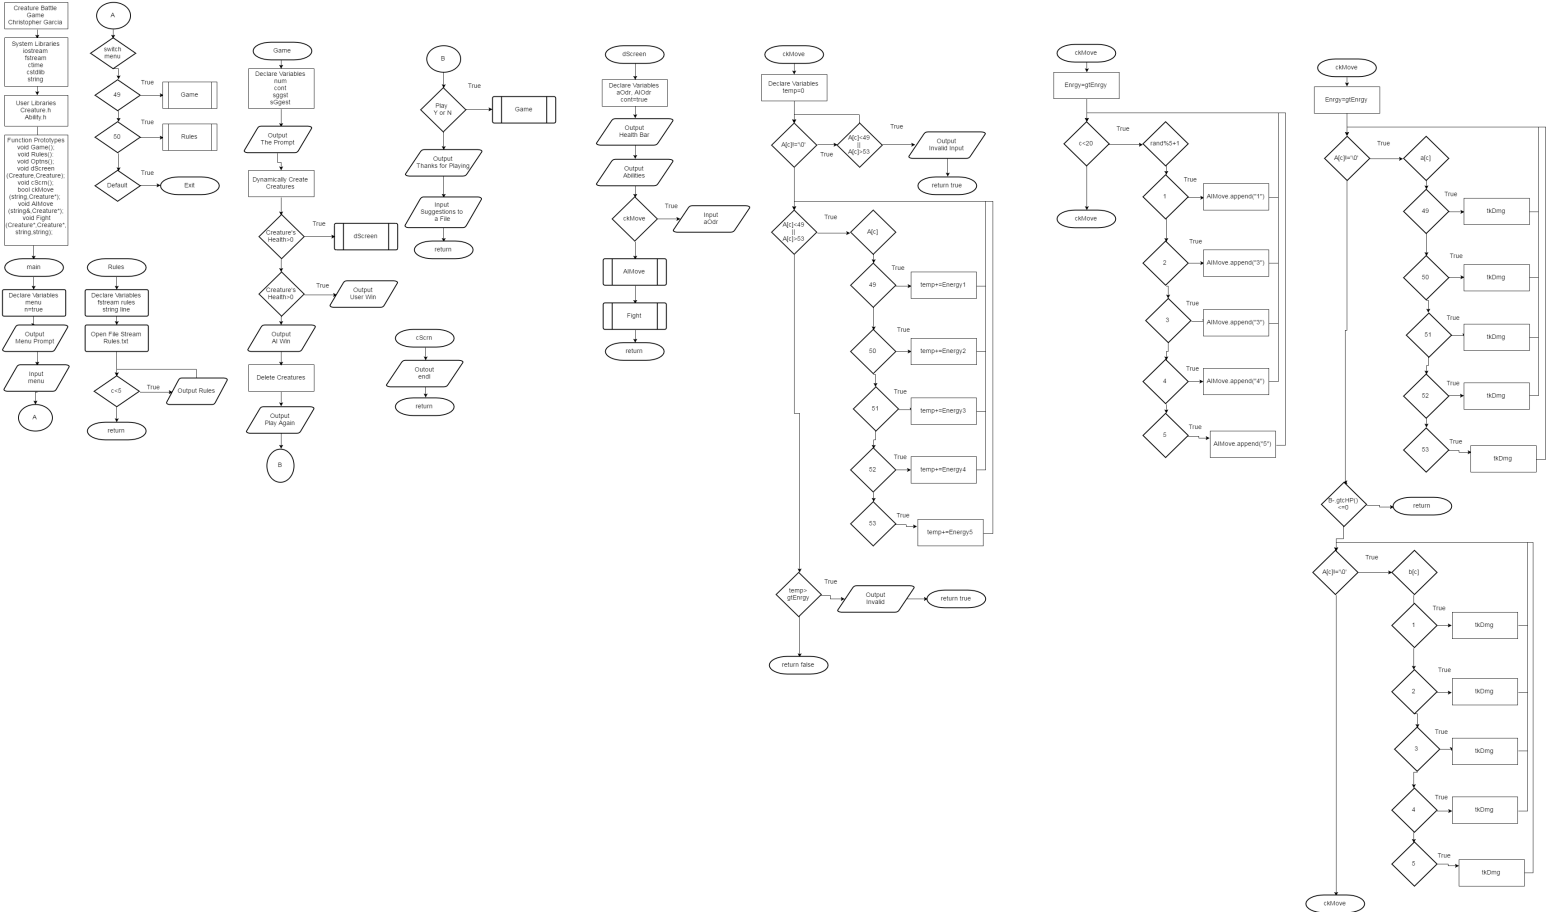 Creature Battle
Game
Christopher Garcia
System Libraries
iostream
fstream
ctime
cstdlib
string
User Libraries
Creature.h
Ability.h
Function Prototypes
void Game();
void Rules();
void Optns();
void dScreen
(Creature,Creature);
void cScrn();
bool ckMove
(string,Creature*);
void AIMove
(string&,Creature*);
void Fight
(Creature*,Creature*,
string,string);
main
Declare Variables
menu
n=true
Output
Menu Prompt
Input
menu
A
A
switch
menu
True
49
Game
True
50
Rules
True
Default
Exit
Rules
Declare Variables
fstream rules
string line
Open File Stream
Rules.txt
c<5
True
Output Rules
return
Game
Declare Variables
num
cont
sggst
sGgest
Output
The Prompt
Dynamically Create
Creatures
True
Creature's
Health>0
dScreen
True
Creature's
Health>0
Output
User Win
Output
AI Win
Delete Creatures
Output
Play Again
B
B
True
Play
Y or N
Game
Output
Thanks for Playing
Input
Suggestions to
a File
return
cScrn
Outout
endl
return
dScreen
Declare Variables
aOdr, AIOdr
cont=true
Output
Health Bar
Output
Abilities
True
ckMove
Input
aOdr
AIMove
Fight
return
ckMove
Declare Variables
temp=0
A[c]!='\0'
True
A[c]<49
||
A[c]>53
True
Output
Invalid Input
return true
A[c]<49
||
A[c]>53
True
A[c]
True
49
temp+=Energy1
True
50
temp+=Energy2
True
51
temp+=Energy3
True
52
temp+=Energy4
True
53
temp+=Energy5
temp>
gtEnrgy
True
Output
Invalid
return true
return false
ckMove
Enrgy=gtEnrgy
c<20
True
rand%5+1
True
1
AIMove.append("1")
True
2
AIMove.append("3")
True
3
AIMove.append("3")
True
4
AIMove.append("4")
True
5
AIMove.append("5")
ckMove
ckMove
Enrgy=gtEnrgy
A[c]!='\0'
True
a[c]
True
49
tkDmg
True
50
tkDmg
True
51
tkDmg
True
52
tkDmg
True
53
tkDmg
B-.gtcHP()
<=0
True
return
A[c]!='\0'
True
b[c]
True
1
tkDmg
True
2
tkDmg
True
3
tkDmg
True
4
tkDmg
True
5
tkDmg
ckMove